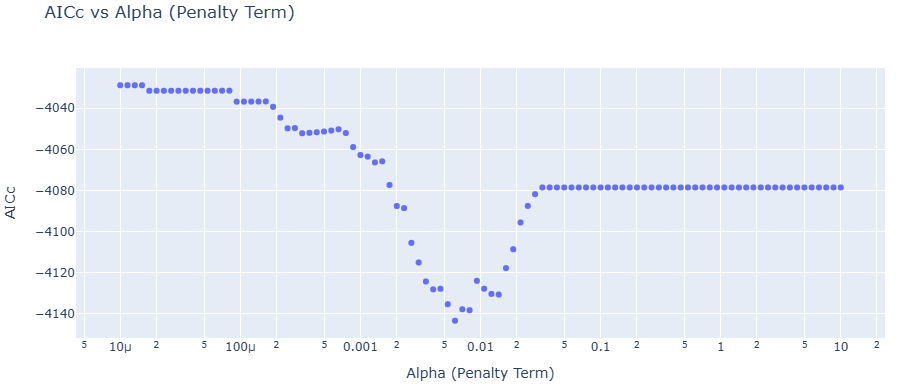 AICc vs Alpha (Penalty Term)
−4040
−4060
−4080
−4100
−4120
−4140
AICc
5 10μ 2 5 100μ 2 5 0.001 2 5 0.01 2 5 0.1 2 5 1 2 5 10 2
Alpha (Penalty Term)